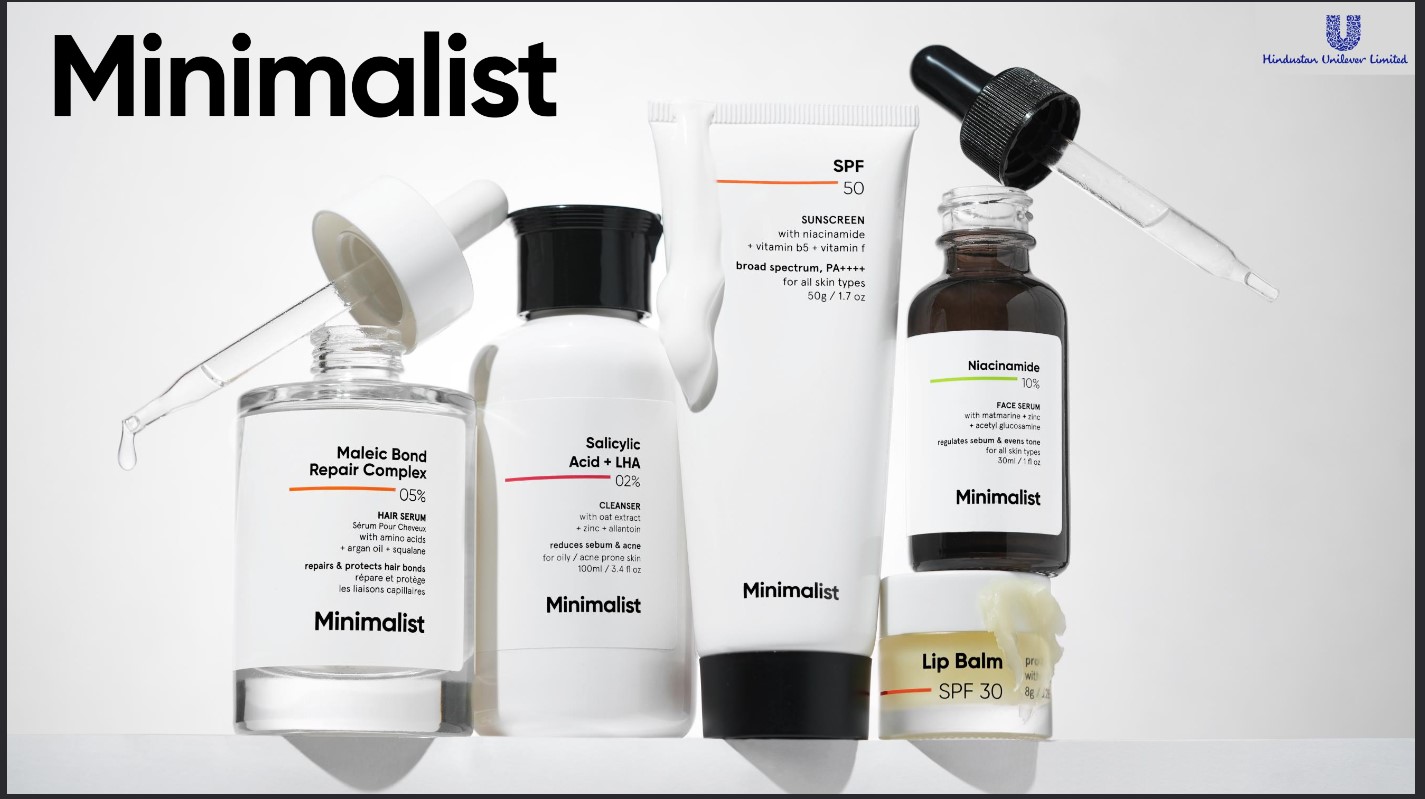 Minimalist
Hindustan Unilever Limited
Maleic Bond
Repair Complex
05%
HAIR SERUM
Sérum Pour Cheveux
with amino acids
+ argan oil + squalane
repairs & protects hair bonds
répare et protège
les liaisons capillaires
Minimalist
Salicylic
Acid + LHA
02%
CLEANSER
with oat extract
+ zinc + allantoin
reduces sebum & acne
for oily / acne prone skin
100ml / 3.4 fl oz
Minimalist
SPF
50
SUNSCREEN
with niacinamide
+ vitamin b5 + vitamin f
broad spectrum, PA++++
for all skin types
50g / 1.7 oz
Minimalist
Niacinamide
10%
FACE SERUM
with matmarine + zinc
+ acetyl glucosamine
regulates sebum & evens tone
for all skin types
30ml / 1 fl oz
Minimalist
Lip Balm
SPF 30
8g /